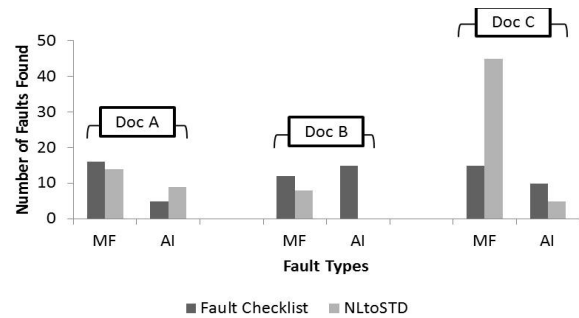 Doc C
50
40
30
20
10
0
Number of Faults Found
Doc A
Doc B
MF AI MF AI MF AI
Fault Types
Fault Checklist NLtoSTD